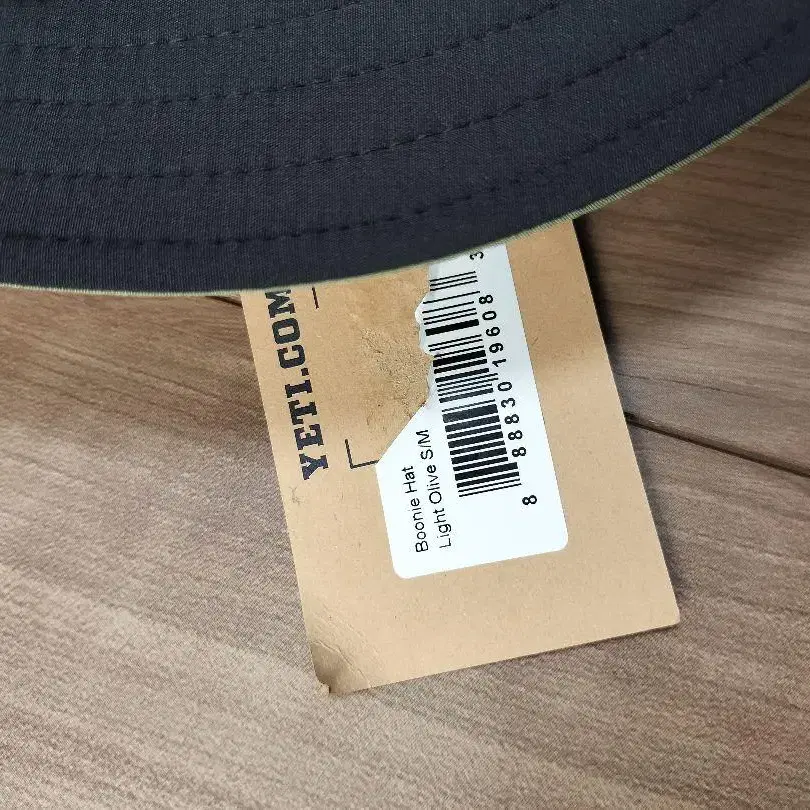 YETI.COM
Boonie Hat
Light Olive S/M
8 88830 19608 3